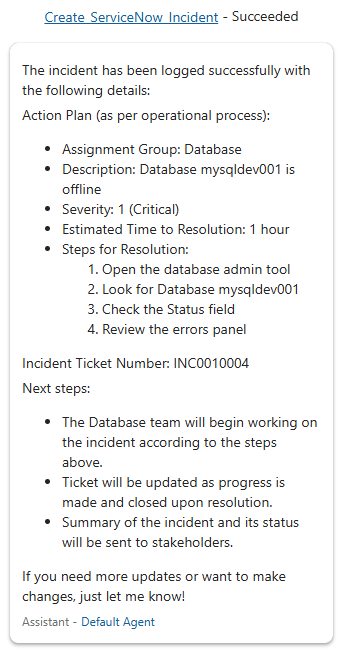 Create ServiceNow Incident - Succeeded
The incident has been logged successfully with
the following details:
Action Plan (as per operational process):
• Assignment Group: Database
• Description: Database mysqldev001 is
offline
• Severity: 1 (Critical)
• Estimated Time to Resolution: 1 hour
• Steps for Resolution:
1. Open the database admin tool
2. Look for Database mysqldev001
3. Check the Status field
4. Review the errors panel
Incident Ticket Number: INC0010004
Next steps:
• The Database team will begin working on
the incident according to the steps
above.
• Ticket will be updated as progress is
made and closed upon resolution.
• Summary of the incident and its status
will be sent to stakeholders.
If you need more updates or want to make
changes, just let me know!
Assistant - Default Agent